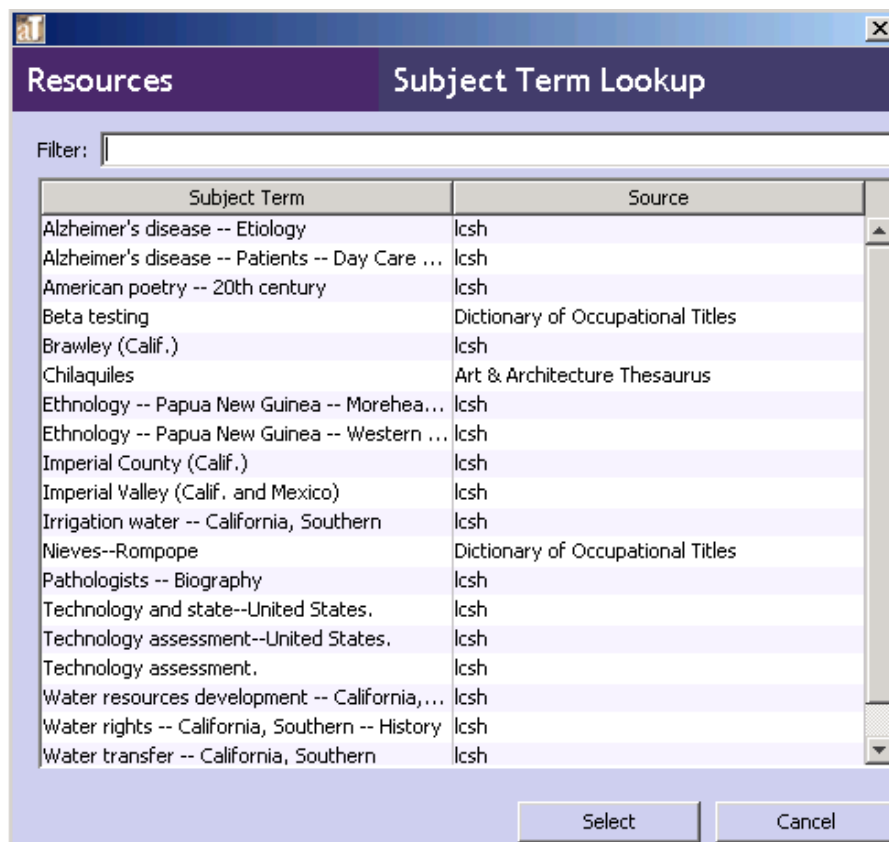 aT
Resources Subject Term Lookup
Filter:
Subject Term Source
Alzheimer's disease -- Etiology lcsh
Alzheimer's disease -- Patients -- Day Care ... lcsh
American poetry -- 20th century lcsh
Beta testing Dictionary of Occupational Titles
Brawley (Calif.) lcsh
Chilaquiles Art & Architecture Thesaurus
Ethnology -- Papua New Guinea -- Morehea... lcsh
Ethnology -- Papua New Guinea -- Western ... lcsh
Imperial County (Calif.) lcsh
Imperial Valley (Calif. and Mexico) lcsh
Irrigation water -- California, Southern lcsh
Nieves--Rompope Dictionary of Occupational Titles
Pathologists -- Biography lcsh
Technology and state--United States. lcsh
Technology assessment--United States. lcsh
Technology assessment. lcsh
Water resources development -- California,... lcsh
Water rights -- California, Southern -- History lcsh
Water transfer -- California, Southern lcsh
Select Cancel